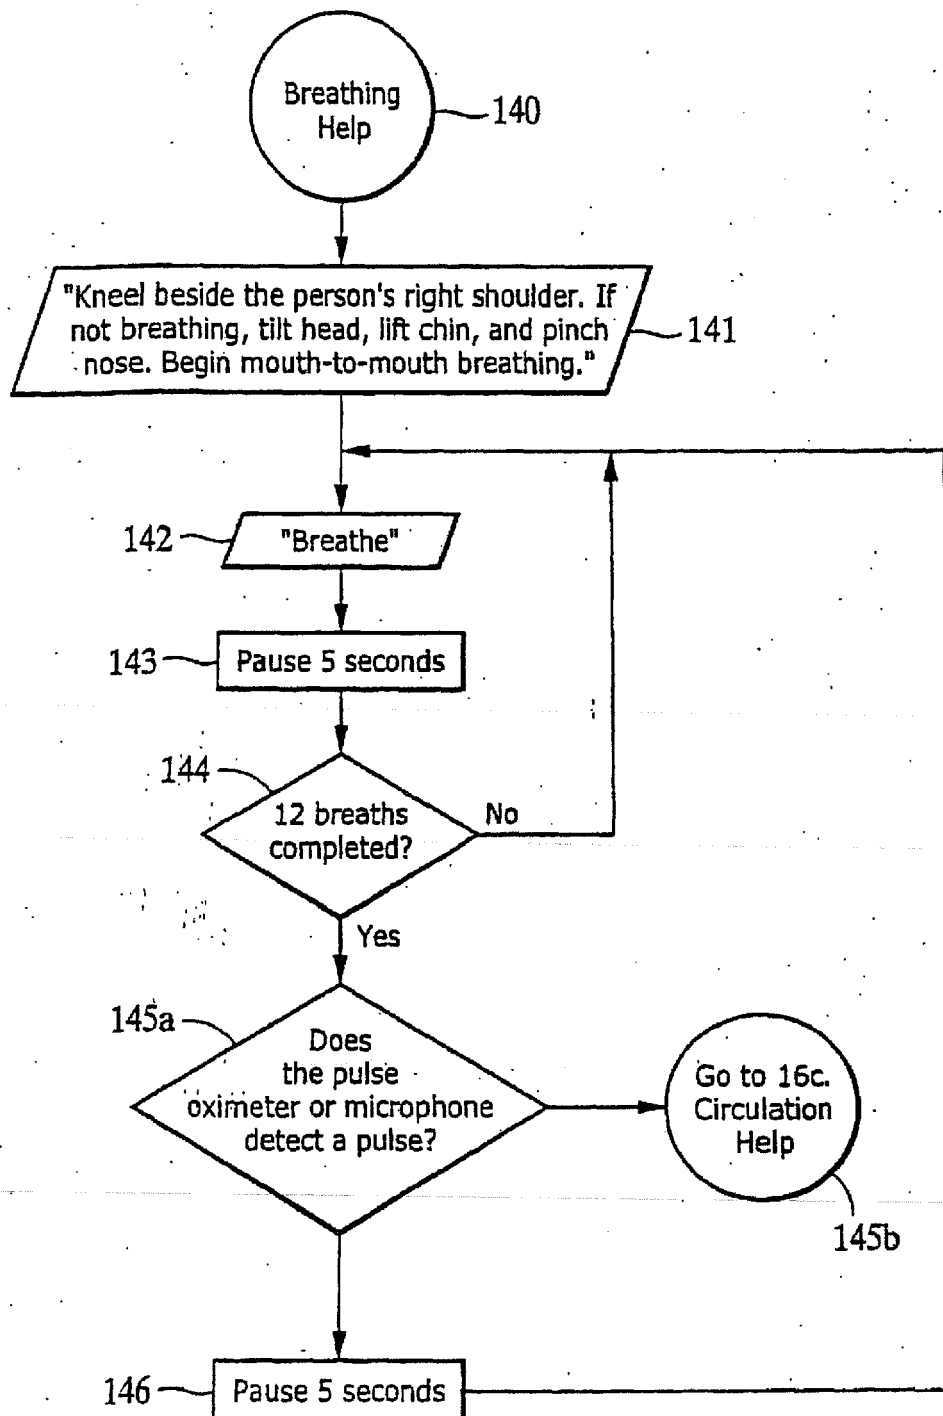 Breathing
Help
140
"Kneel beside the person's right shoulder. If
not breathing, tilt head, lift chin, and pinch
nose. Begin mouth-to-mouth breathing."
141
142
"Breathe"
143
Pause 5 seconds
144
12 breaths
completed?
No
Yes
145a
Does
the pulse
oximeter or microphone
detect a pulse?
Go to 16c.
Circulation
Help
145b
146
Pause 5 seconds